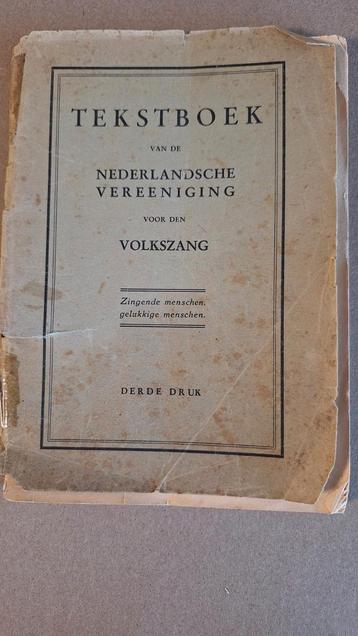 TEKSTBOEK
VAN DE
NEDERLANDSCHE
VEREENIGING
VOOR DEN
VOLKSZANG
Zingende menschen,
gelukkige menschen.
DERDE DRUK